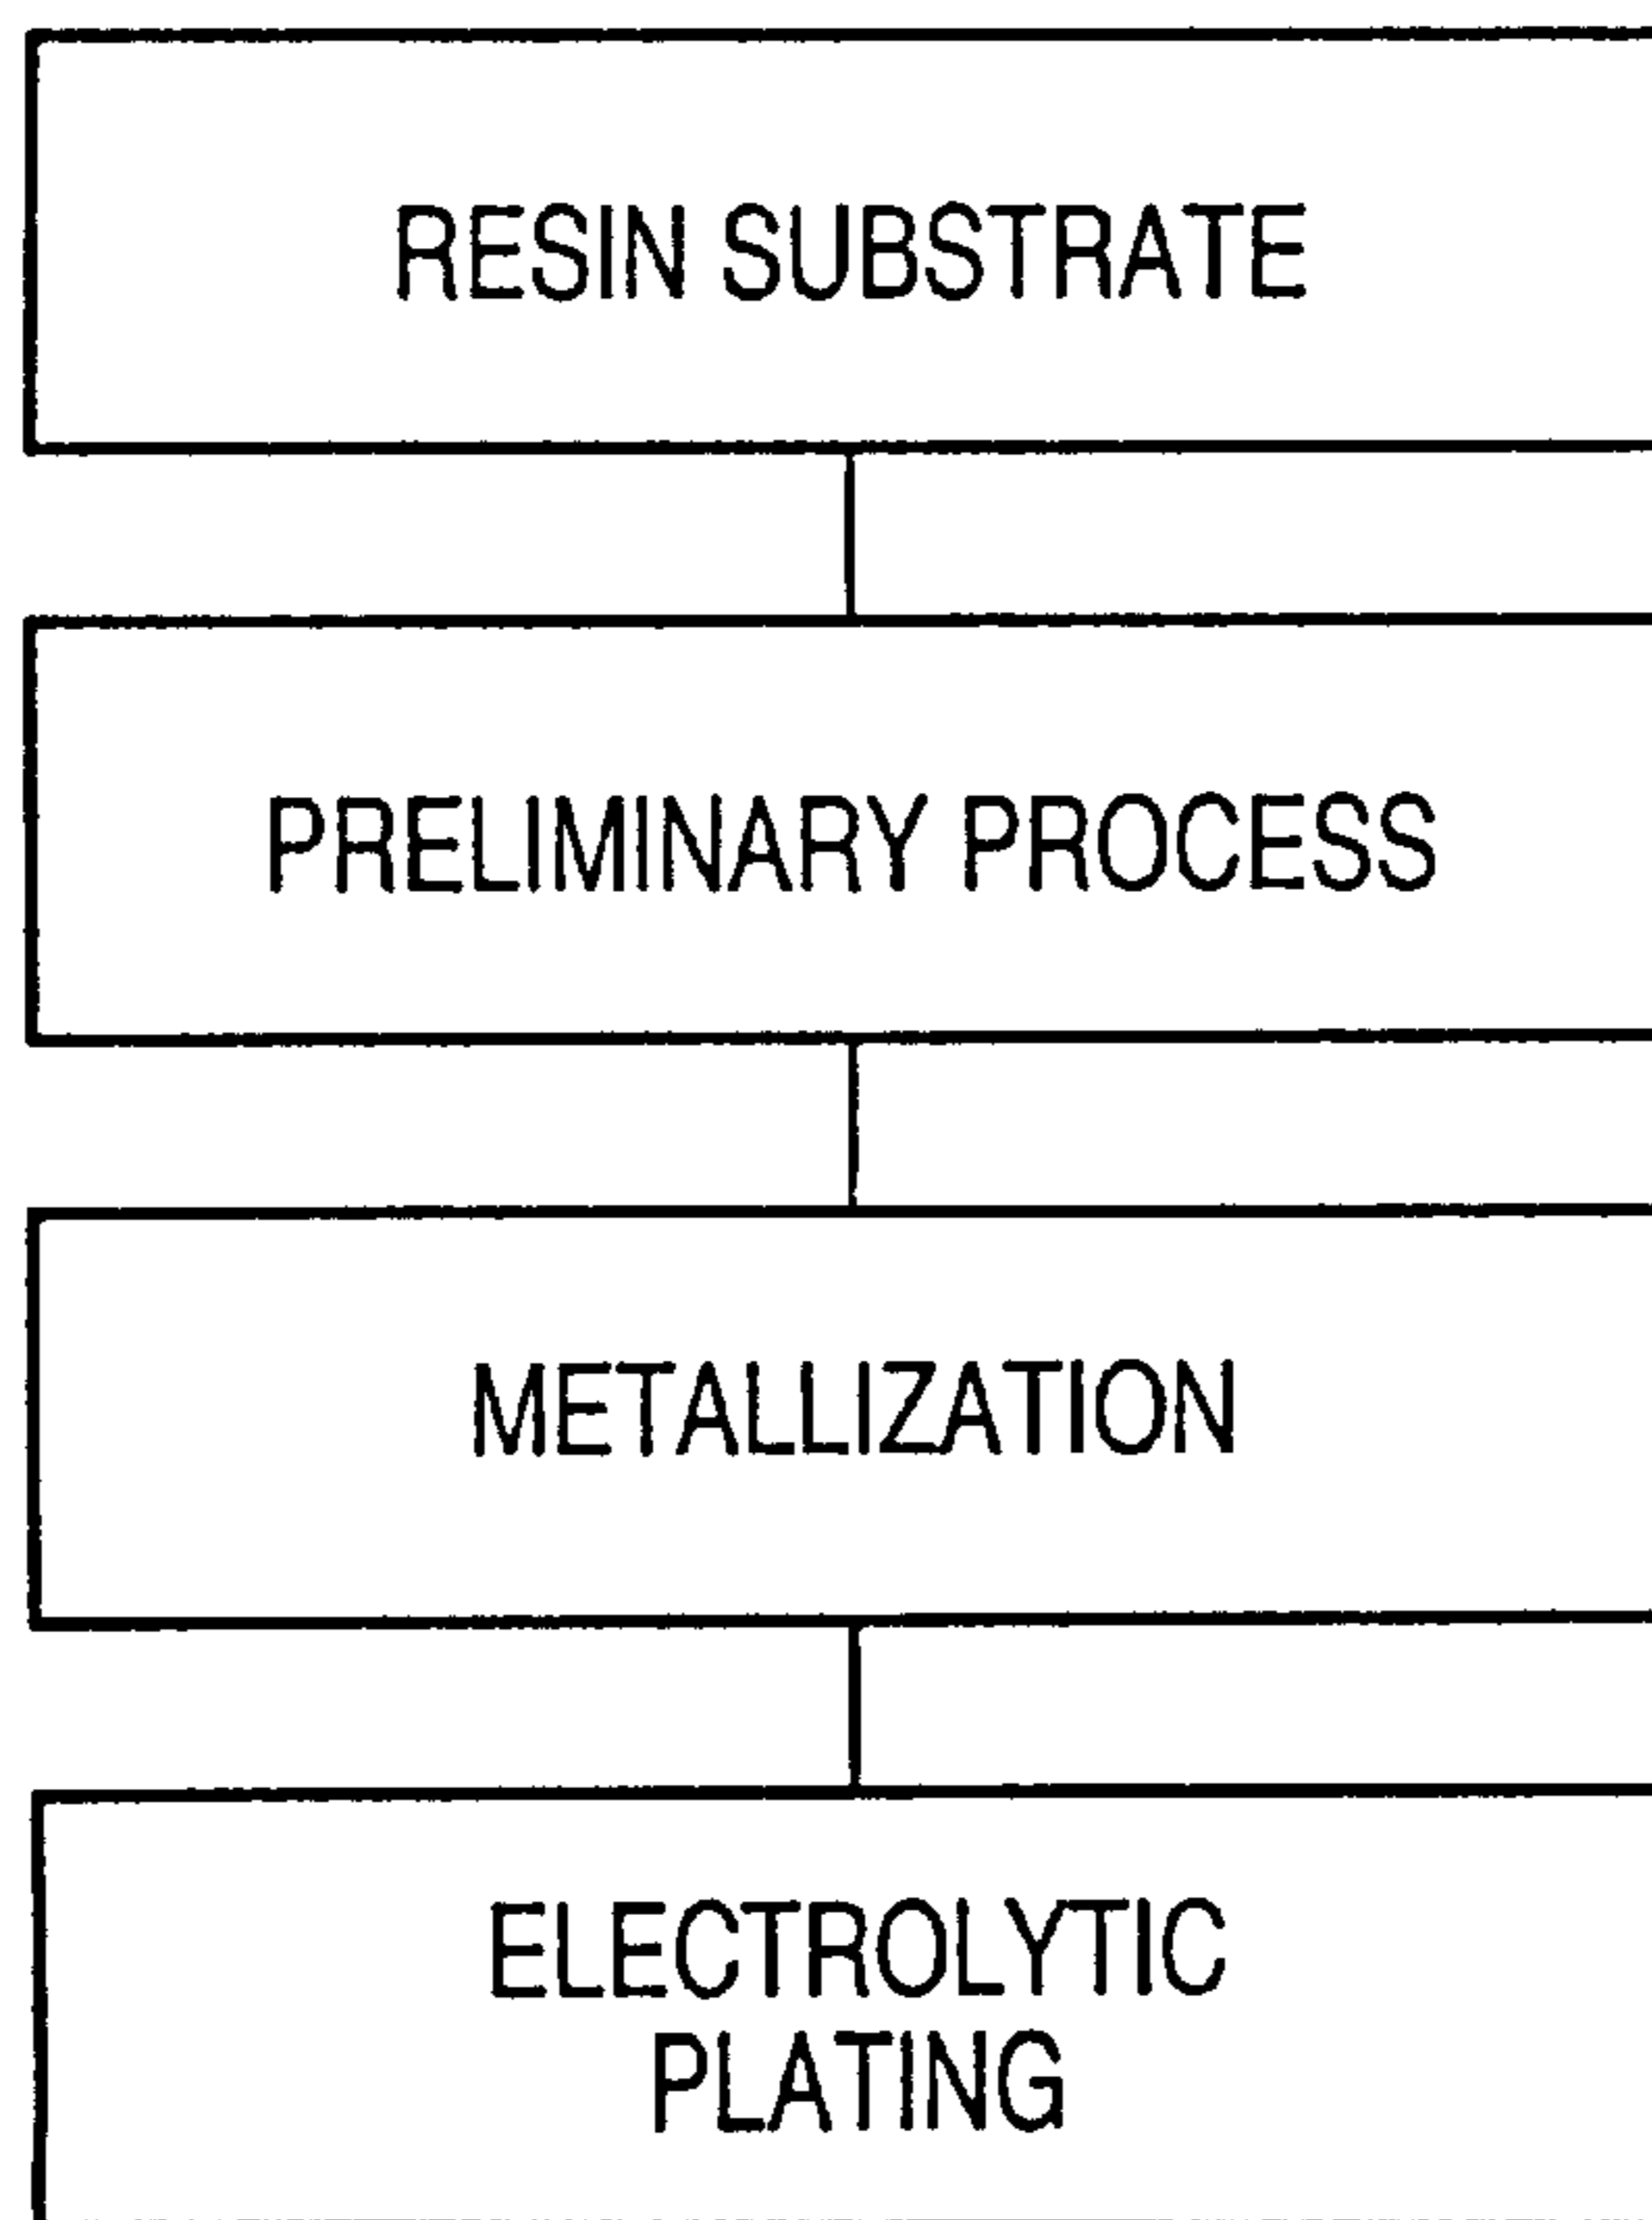 RESIN SUBSTRATE
PRELIMINARY PROCESS
METALLIZATION
ELECTROLYTIC
PLATING